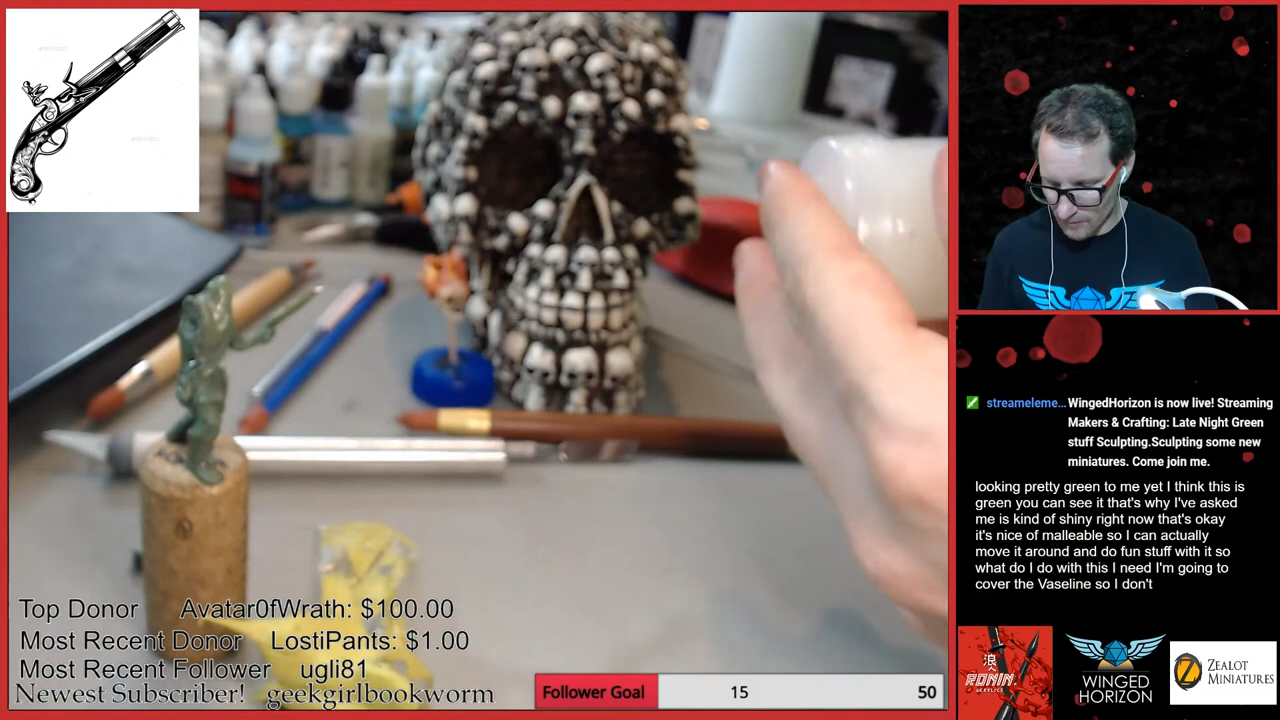 streameleme... WingedHorizon is now live! Streaming
Makers & Crafting: Late Night Green
stuff Sculpting.Sculpting some new
miniatures. Come join me.
looking pretty green to me yet I think this is
green you can see it that's why I've asked
me is kind of shiny right now that's okay
it's nice of malleable so I can actually
move it around and do fun stuff with it so
what do I do with this I need I'm going to
cover the Vaseline so I don't
Top Donor Avatar0fWrath: $100.00
Most Recent Donor LostiPants: $1.00
Most Recent Follower ugli81
Newest Subscriber! geekgirlbookworm
Follower Goal 15 50
浪人
RONIN
ACRYLICS
WINGED
HORIZON
ZEALOT
MINIATURES